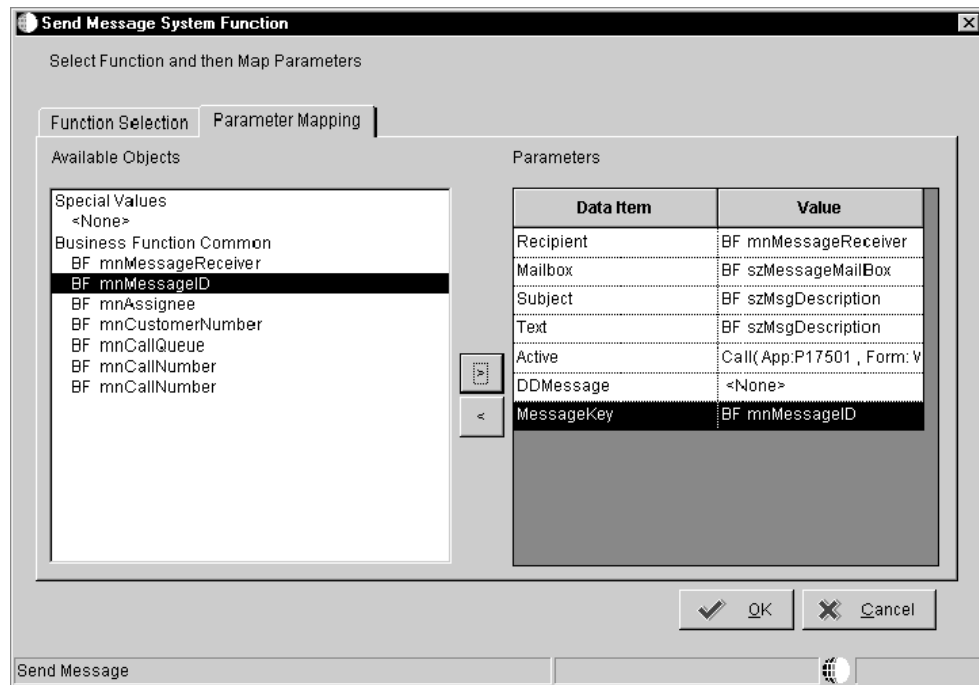 Send Message System Function
Select Function and then Map Parameters
Function Selection
Parameter Mapping
Available Objects
Special Values
<None>
Business Function Common
BF mnMessageReceiver
BF mnMessageID
BF mnAssignee
BF mnCustomerNumber
BF mnCallQueue
BF mnCallNumber
BF mnCallNumber
>
<
Parameters
Data Item Value
Recipient BF mnMessageReceiver
Mailbox BF szMessageMailBox
Subject BF szMsgDescription
Text BF szMsgDescription
Active Call( App:P17501 , Form: V
DDMessage <None>
MessageKey BF mnMessageID
OK
Cancel
Send Message